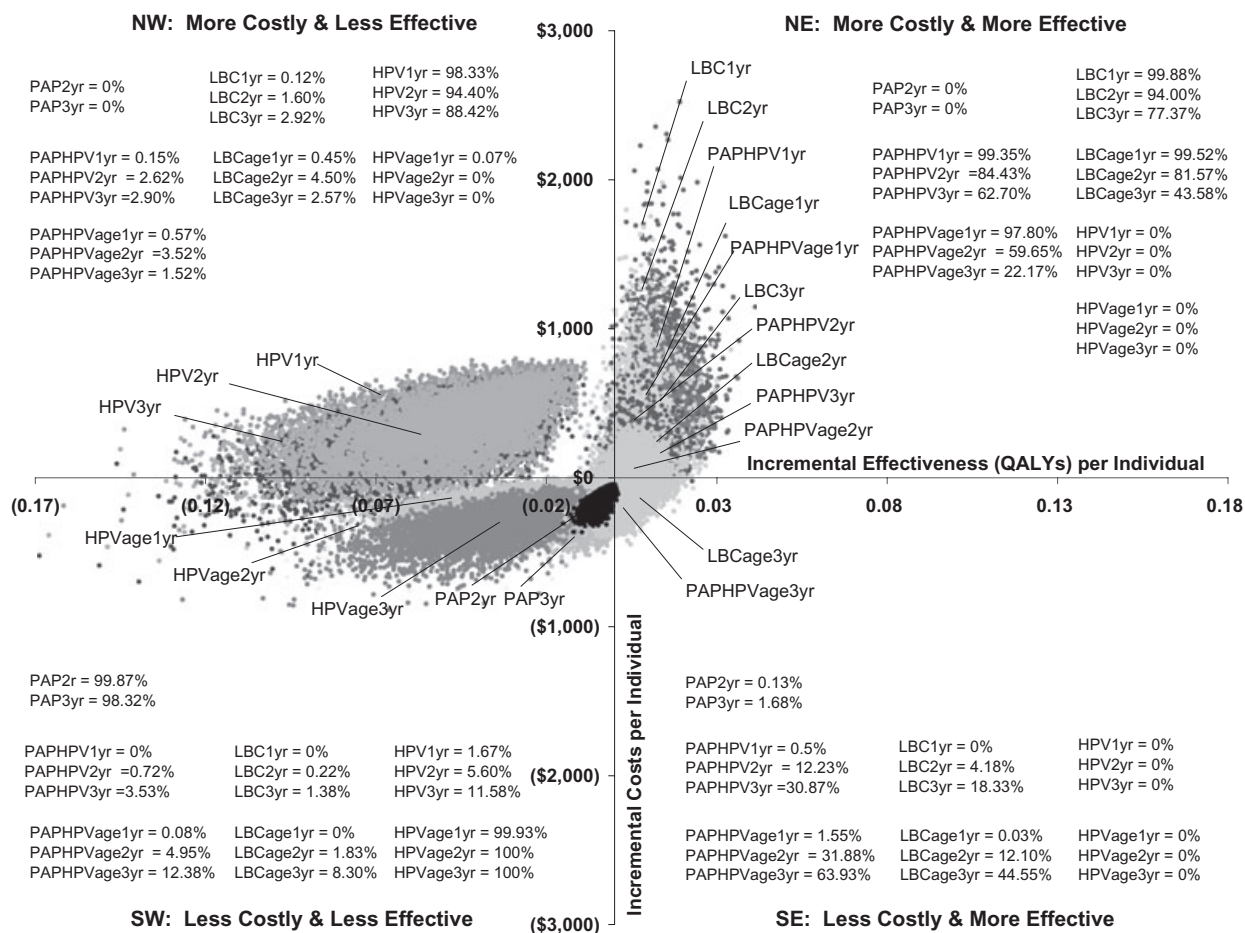 NW: More Costly & Less Effective
PAP2yr = 0%
PAP3yr = 0%
LBC1yr = 0.12%
LBC2yr = 1.60%
LBC3yr = 2.92%
HPV1yr = 98.33%
HPV2yr = 94.40%
HPV3yr = 88.42%
PAPHPV1yr = 0.15%
PAPHPV2yr = 2.62%
PAPHPV3yr =2.90%
LBCage1yr = 0.45%
LBCage2yr = 4.50%
LBCage3yr = 2.57%
HPVage1yr = 0.07%
HPVage2yr = 0%
HPVage3yr = 0%
PAPHPVage1yr = 0.57%
PAPHPVage2yr =3.52%
PAPHPVage3yr = 1.52%
NE: More Costly & More Effective
PAP2yr = 0%
PAP3yr = 0%
LBC1yr = 99.88%
LBC2yr = 94.00%
LBC3yr = 77.37%
PAPHPV1yr = 99.35%
PAPHPV2yr =84.43%
PAPHPV3yr = 62.70%
LBCage1yr = 99.52%
LBCage2yr = 81.57%
LBCage3yr = 43.58%
PAPHPVage1yr = 97.80%
PAPHPVage2yr = 59.65%
PAPHPVage3yr = 22.17%
HPV1yr = 0%
HPV2yr = 0%
HPV3yr = 0%
HPVage1yr = 0%
HPVage2yr = 0%
HPVage3yr = 0%
$3,000
$2,000
$1,000
$0
($1,000)
($2,000)
($3,000)
LBC1yr
LBC2yr
PAPHPV1yr
LBCage1yr
PAPHPVage1yr
LBC3yr
PAPHPV2yr
LBCage2yr
PAPHPV3yr
PAPHPVage2yr
HPV1yr
HPV2yr
HPV3yr
Incremental Effectiveness (QALYs) per Individual
(0.17)
(0.12)
(0.07)
(0.02)
0.03
0.08
0.13
0.18
HPVage1yr
HPVage2yr
HPVage3yr
PAP2yr
PAP3yr
LBCage3yr
PAPHPVage3yr
Incremental Costs per Individual
PAP2r = 99.87%
PAP3yr = 98.32%
PAPHPV1yr = 0%
PAPHPV2yr =0.72%
PAPHPV3yr =3.53%
LBC1yr = 0%
LBC2yr = 0.22%
LBC3yr = 1.38%
HPV1yr = 1.67%
HPV2yr = 5.60%
HPV3yr = 11.58%
PAPHPVage1yr = 0.08%
PAPHPVage2yr = 4.95%
PAPHPVage3yr = 12.38%
LBCage1yr = 0%
LBCage2yr = 1.83%
LBCage3yr = 8.30%
HPVage1yr = 99.93%
HPVage2yr = 100%
HPVage3yr = 100%
SW: Less Costly & Less Effective
PAP2yr = 0.13%
PAP3yr = 1.68%
PAPHPV1yr = 0.5%
PAPHPV2yr = 12.23%
PAPHPV3yr =30.87%
LBC1yr = 0%
LBC2yr = 4.18%
LBC3yr = 18.33%
HPV1yr = 0%
HPV2yr = 0%
HPV3yr = 0%
PAPHPVage1yr = 1.55%
PAPHPVage2yr = 31.88%
PAPHPVage3yr = 63.93%
LBCage1yr = 0.03%
LBCage2yr = 12.10%
LBCage3yr = 44.55%
HPVage1yr = 0%
HPVage2yr = 0%
HPVage3yr = 0%
SE: Less Costly & More Effective